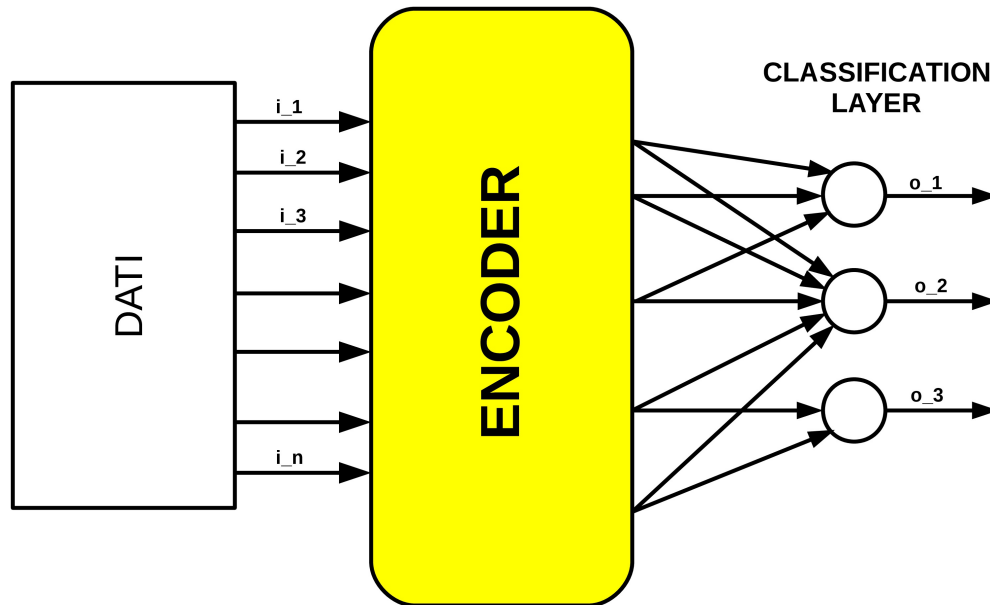 DATI
i_1
i_2
i_3
i_n
ENCODER
CLASSIFICATION
LAYER
o_1
o_2
o_3